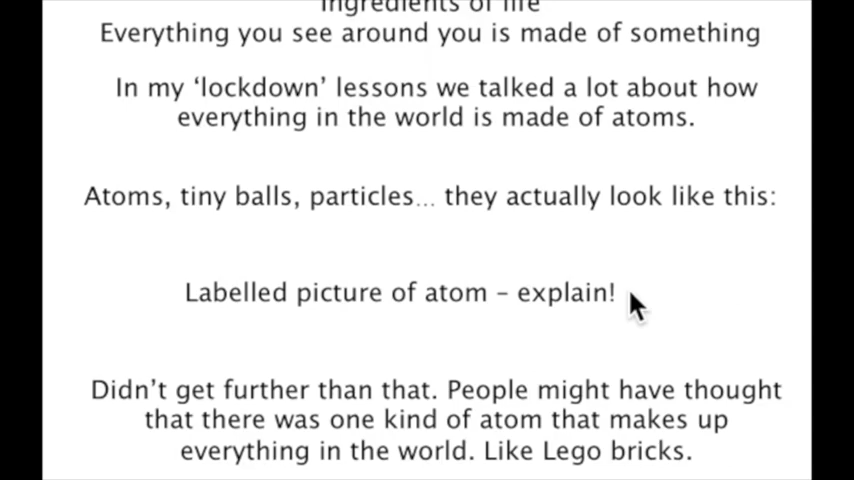 Ingredients of life
Everything you see around you is made of something
In my ‘lockdown’ lessons we talked a lot about how
everything in the world is made of atoms.
Atoms, tiny balls, particles... they actually look like this:
Labelled picture of atom – explain!
Didn’t get further than that. People might have thought
that there was one kind of atom that makes up
everything in the world. Like Lego bricks.